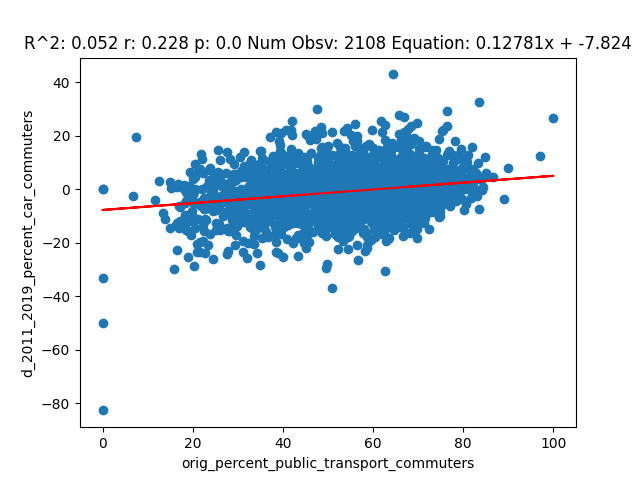 R^2: 0.052 r: 0.228 p: 0.0 Num Obsv: 2108 Equation: 0.12781x + -7.824
40
20
0
−20
−40
−60
−80
d_2011_2019_percent_car_commuters
0 20 40 60 80 100
orig_percent_public_transport_commuters